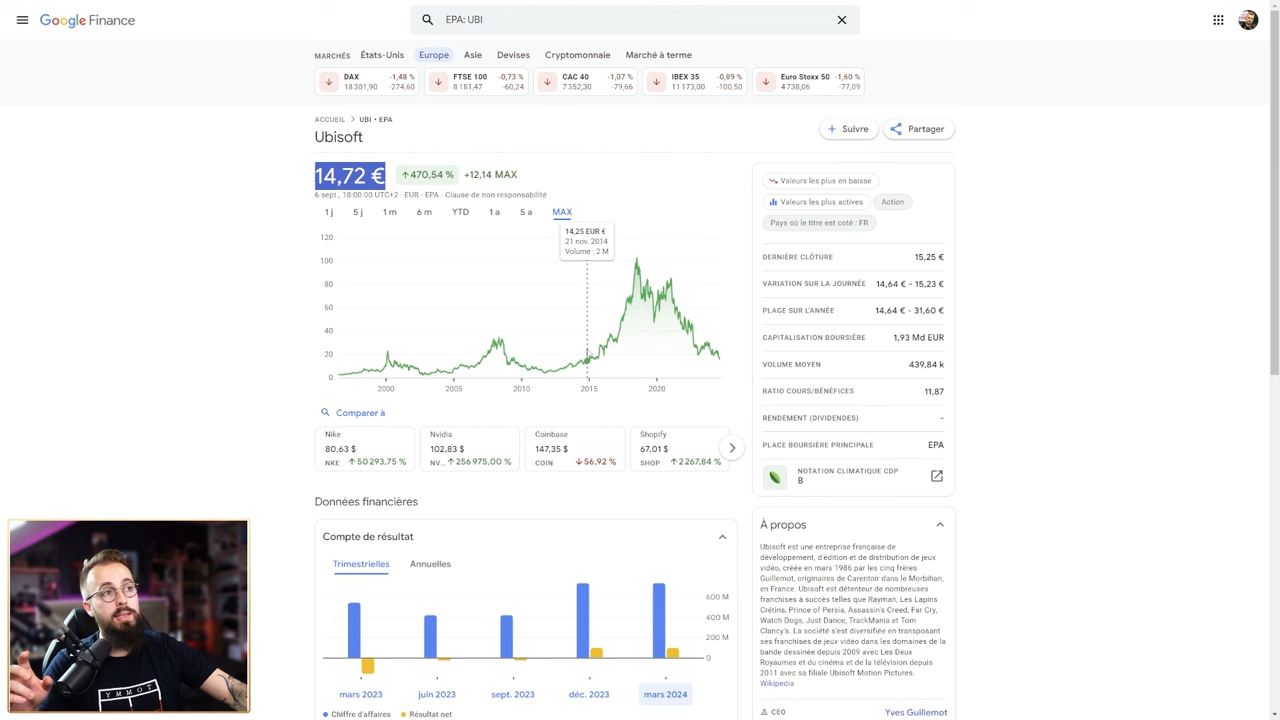 Google Finance
EPA: UBI
MARCHÉS États-Unis Europe Asie Devises Cryptomonnaie Marché à terme
DAX -1,48 %
18 301,90 -274,60
FTSE 100 -0,73 %
8 181,47 -60,24
CAC 40 -1,07 %
7 352,30 -79,66
IBEX 35 -0,89 %
11 173,00 -100,50
Euro Stoxx 50 -1,60 %
4 738,06 -77,09
ACCUEIL > UBI • EPA
Ubisoft
+ Suivre
Partager
14,72 € ↑470,54 % +12,14 MAX
6 sept., 18:00:00 UTC+2 · EUR · EPA · Clause de non-responsabilité
1 j 5 j 1 m 6 m YTD 1 a 5 a MAX
14,25 EUR €
21 nov. 2014
Volume : 2 M
120
100
80
60
40
20
0
2000 2005 2010 2015 2020
Comparer à
Nike
80,63 $
NKE ↑50 293,75 %
Nvidia
102,83 $
NV... ↑256 975,00 %
Coinbase
147,35 $
COIN ↓56,92 %
Shopify
67,01 $
SHOP ↑2 267,84 %
Données financières
Compte de résultat
Trimestrielles Annuelles
600 M
400 M
200 M
0
mars 2023 juin 2023 sept. 2023 déc. 2023 mars 2024
Chiffre d'affaires Résultat net
Valeurs les plus en baisse
Valeurs les plus actives Action
Pays où le titre est coté : FR
DERNIÈRE CLÔTURE 15,25 €
VARIATION SUR LA JOURNÉE 14,64 € - 15,23 €
PLAGE SUR L'ANNÉE 14,64 € - 31,60 €
CAPITALISATION BOURSIÈRE 1,93 Md EUR
VOLUME MOYEN 439,84 k
RATIO COURS/BÉNÉFICES 11,87
RENDEMENT (DIVIDENDES) -
PLACE BOURSIÈRE PRINCIPALE EPA
NOTATION CLIMATIQUE CDP
B
À propos
Ubisoft est une entreprise française de
développement, d'édition et de distribution de jeux
vidéo, créée en mars 1986 par les cinq frères
Guillemot, originaires de Carentoir dans le Morbihan,
en France. Ubisoft est détenteur de nombreuses
franchises à succès telles que Rayman, Les Lapins
Crétins, Prince of Persia, Assassin's Creed, Far Cry,
Watch Dogs, Just Dance, TrackMania et Tom
Clancy's. La société s'est diversifiée en transposant
ses franchises de jeux vidéo dans les domaines de la
bande dessinée depuis 2009 avec Les Deux
Royaumes et du cinéma et de la télévision depuis
2011 avec sa filiale Ubisoft Motion Pictures.
Wikipedia
CEO Yves Guillemot
YMMOT